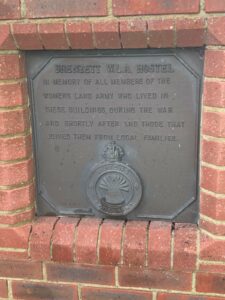 W.L.A. HOSTEL
IN MEMORY OF ALL MEMBERS OF THE
WOMENS LAND ARMY WHO LIVED IN
THESE BUILDINGS, DURING THE WAR
AND SHORTLY AFTER AND THOSE THAT
JOINED THEM FROM LOCAL FAMILIES.